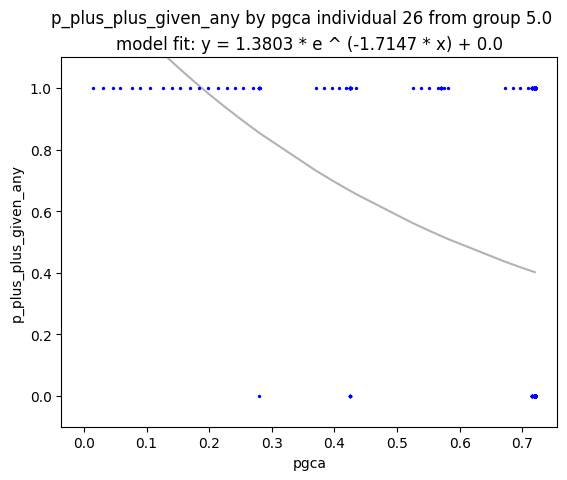 p_plus_plus_given_any by pgca individual 26 from group 5.0
model fit: y = 1.3803 * e ^ (-1.7147 * x) + 0.0
1.0
0.8
0.6
0.4
0.2
0.0
p_plus_plus_given_any
0.0 0.1 0.2 0.3 0.4 0.5 0.6 0.7
pgca